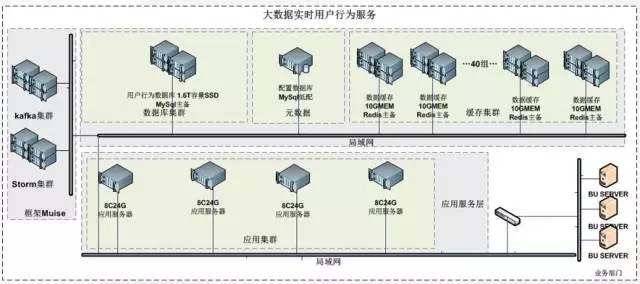 大数据实时用户行为服务
kafka集群
Storm集群
框架Muise
用户行为数据库 1.6T容量SSD
MySql主备
数据库集群
配置数据库
MySql低配
元数据
数据缓存
10GMEM
Redis主备
数据缓存
10GMEM
Redis主备
···40组···
缓存集群
数据缓存
10GMEM
Redis主备
数据缓存
10GMEM
Redis主备
局域网
8C24G
应用服务器
8C24G
应用服务器
8C24G
应用服务器
8C24G
应用服务器
应用集群
应用服务层
局域网
BU SERVER
BU SERVER
BU SERVER
业务部门